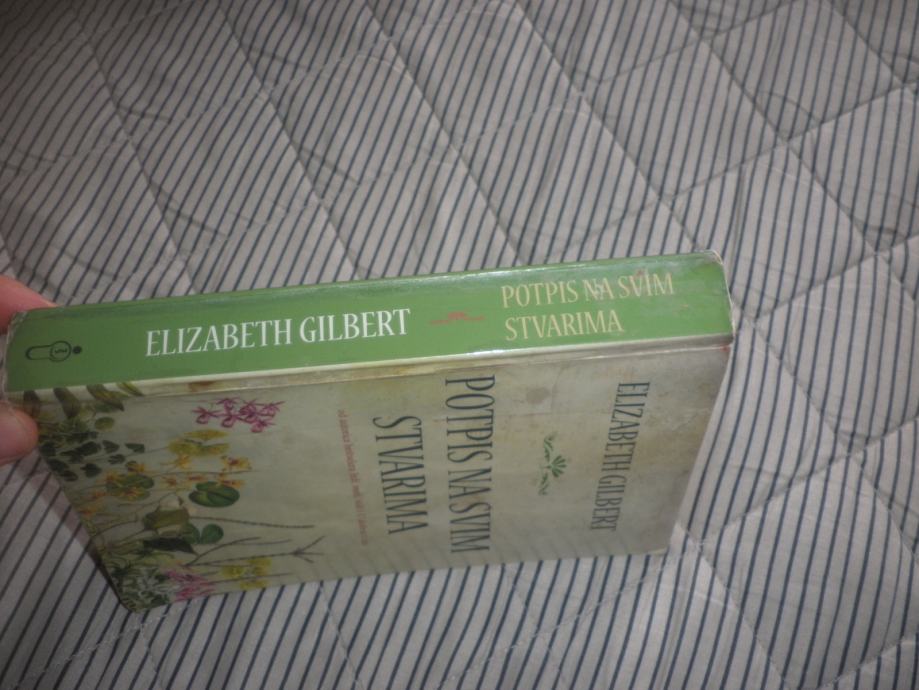 ELIZABETH GILBERT
POTPIS NA SVIM
STVARIMA
ELIZABETH GILBERT
POTPIS NA SVIM
STVARIMA